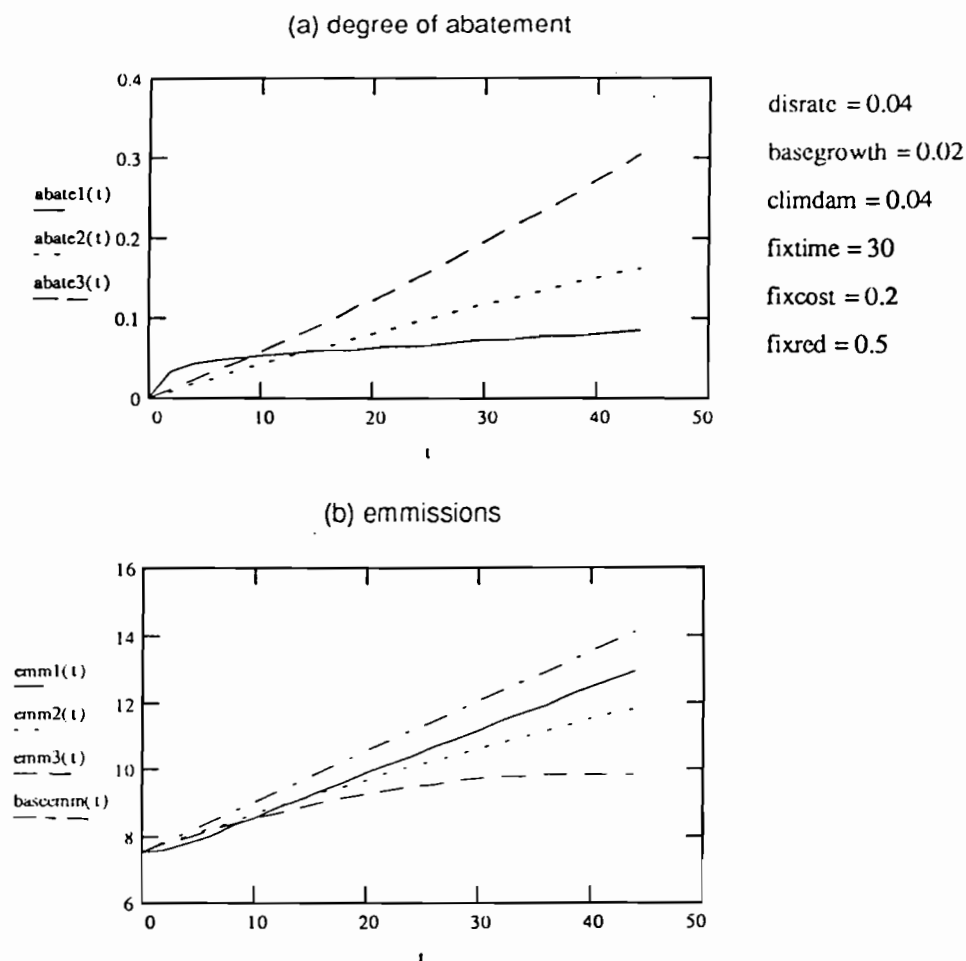 (a) degree of abatement
0.4
0.3
0.2
0.1
0
0 10 20 30 40 50
t
abate1(t)
abate2(t)
abate3(t)
disrate = 0.04
basegrowth = 0.02
climdam = 0.04
fixtime = 30
fixcost = 0.2
fixred = 0.5
(b) emmissions
16
14
12
10
8
6
0 10 20 30 40 50
t
emm1(t)
emm2(t)
emm3(t)
baseemm(t)